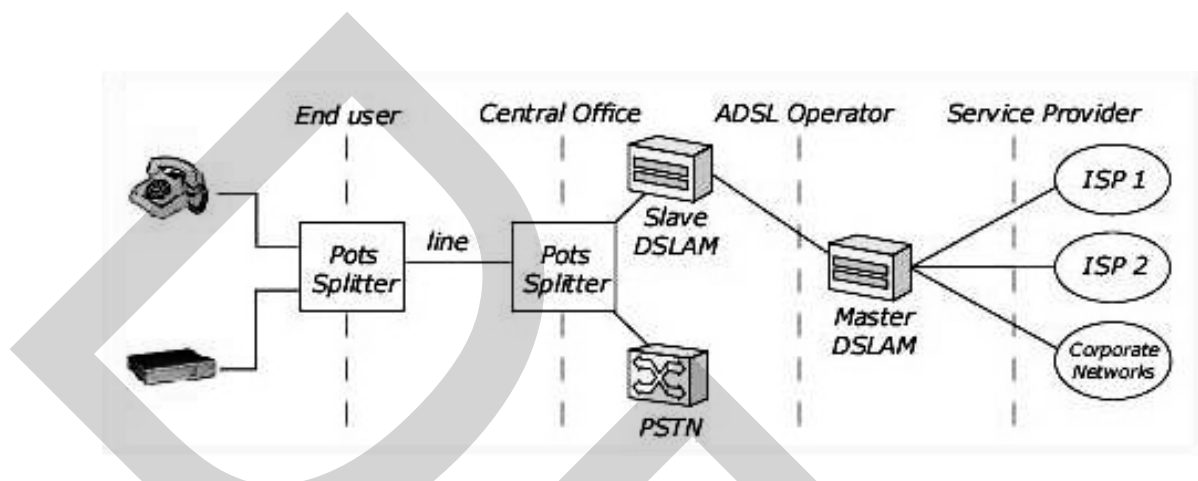 End user
Central Office
ADSL Operator
Service Provider
Pots
Splitter
line
Pots
Splitter
Slave
DSLAM
PSTN
Master
DSLAM
ISP 1
ISP 2
Corporate
Networks